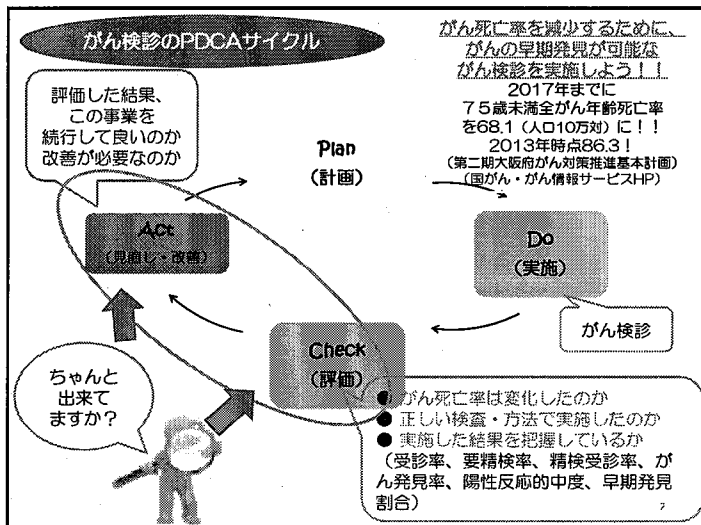 がん検診のPDCAサイクル
がん死亡率を減少するために、
がんの早期発見が可能な
がん検診を実施しよう！！
2017年までに
75歳未満全がん年齢死亡率
を68.1（人口10万対）に！！
2013年時点86.3！
（第二期大阪府がん対策推進基本計画）
（国がん・がん情報サービスHP）
評価した結果、
この事業を
続行して良いのか
改善が必要なのか
Plan
（計画）
Act
（見直し・改善）
Do
（実施）
がん検診
Check
（評価）
ちゃんと
出来て
ますか？
● がん死亡率は変化したのか
● 正しい検査・方法で実施したのか
● 実施した結果を把握しているか
（受診率、要精検率、精検受診率、が
ん発見率、陽性反応的中度、早期発見
割合）
7